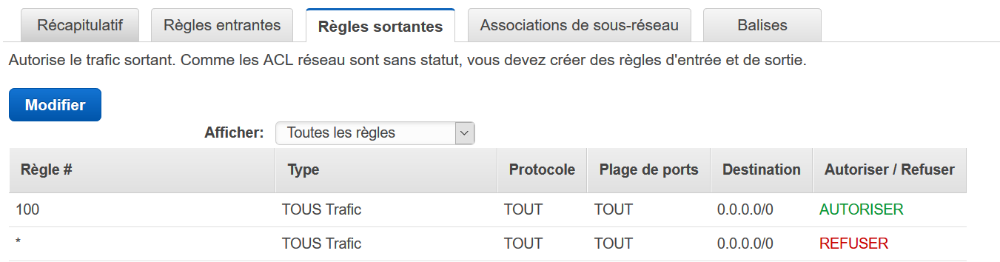 Récapitulatif Règles entrantes Règles sortantes Associations de sous-réseau Balises
Autorise le trafic sortant. Comme les ACL réseau sont sans statut, vous devez créer des règles d'entrée et de sortie.
Modifier
Afficher: Toutes les règles
Règle # Type Protocole Plage de ports Destination Autoriser / Refuser
100 TOUS Trafic TOUT TOUT 0.0.0.0/0 AUTORISER
* TOUS Trafic TOUT TOUT 0.0.0.0/0 REFUSER